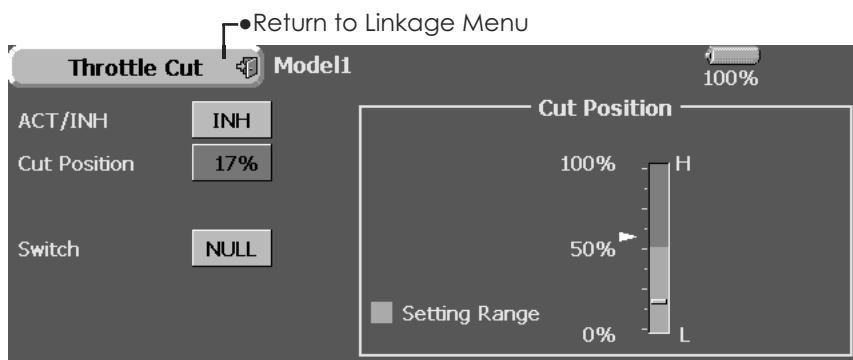 ●Return to Linkage Menu
Throttle Cut Model1 100%
ACT/INH INH
Cut Position 17%
Switch NULL
Cut Position
100% H
50%
Setting Range
0% L